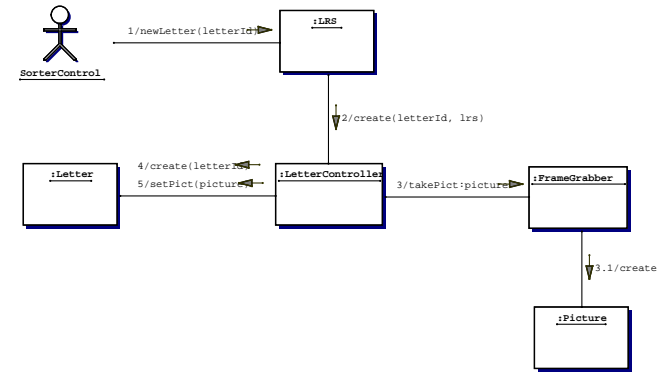 1/newLetter(letterId)
:LRS
SorterControl
2/create(letterId, lrs)
4/create(letterId)
:Letter
5/setPict(picture)
:LetterController
3/takePict:picture
:FrameGrabber
3.1/create
:Picture